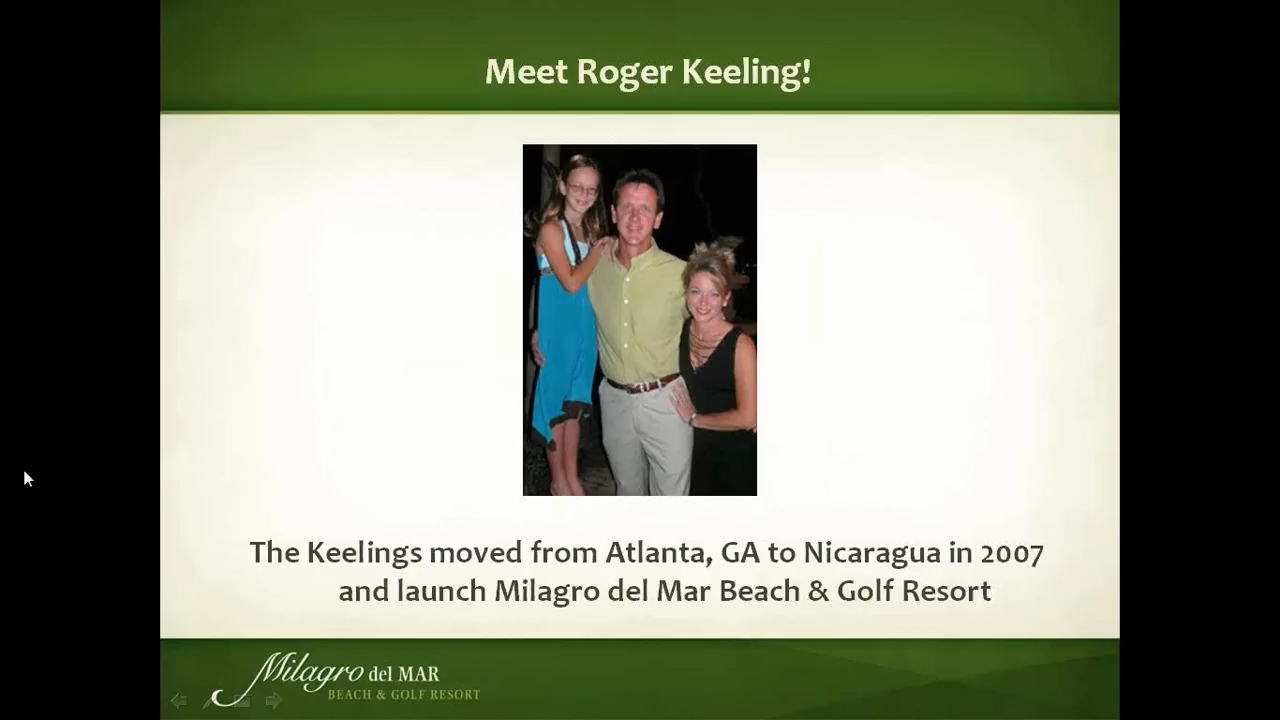 Meet Roger Keeling!
The Keelings moved from Atlanta, GA to Nicaragua in 2007
and launch Milagro del Mar Beach & Golf Resort
Milagro del MAR
BEACH & GOLF RESORT